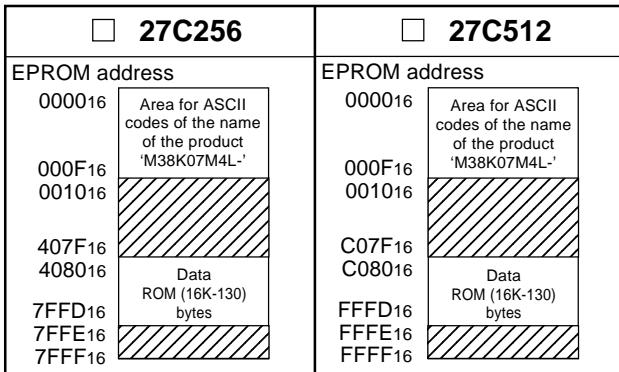 ☐ 27C256
EPROM address
0000₁₆
Area for ASCII
codes of the name
of the product
‘M38K07M4L-’
000F₁₆
0010₁₆
407F₁₆
4080₁₆
Data
ROM (16K-130)
bytes
7FFD₁₆
7FFE₁₆
7FFF₁₆
☐ 27C512
EPROM address
0000₁₆
Area for ASCII
codes of the name
of the product
‘M38K07M4L-’
000F₁₆
0010₁₆
C07F₁₆
C080₁₆
Data
ROM (16K-130)
bytes
FFFD₁₆
FFFE₁₆
FFFF₁₆